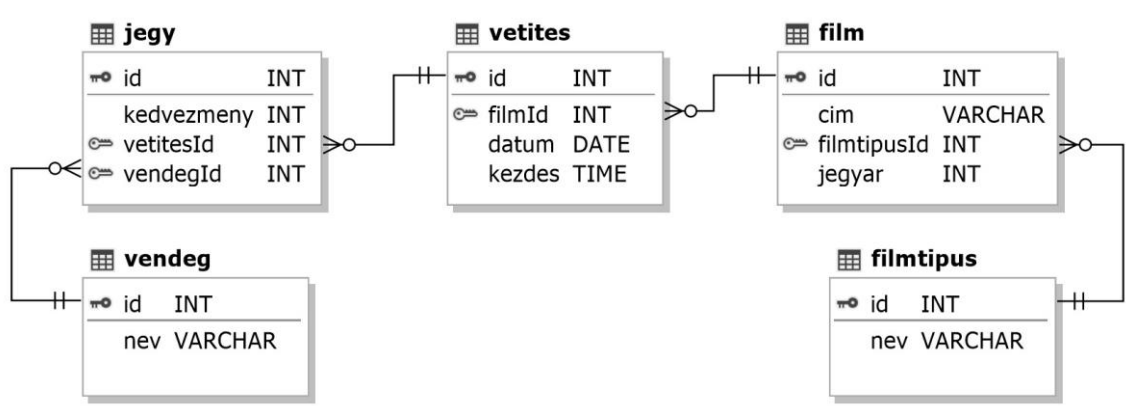 jegy
id INT
kedvezmeny INT
vetitesId INT
vendegId INT
vetites
id INT
filmId INT
datum DATE
kezdes TIME
film
id INT
cim VARCHAR
filmtipusId INT
jegyar INT
vendeg
id INT
nev VARCHAR
filmtipus
id INT
nev VARCHAR